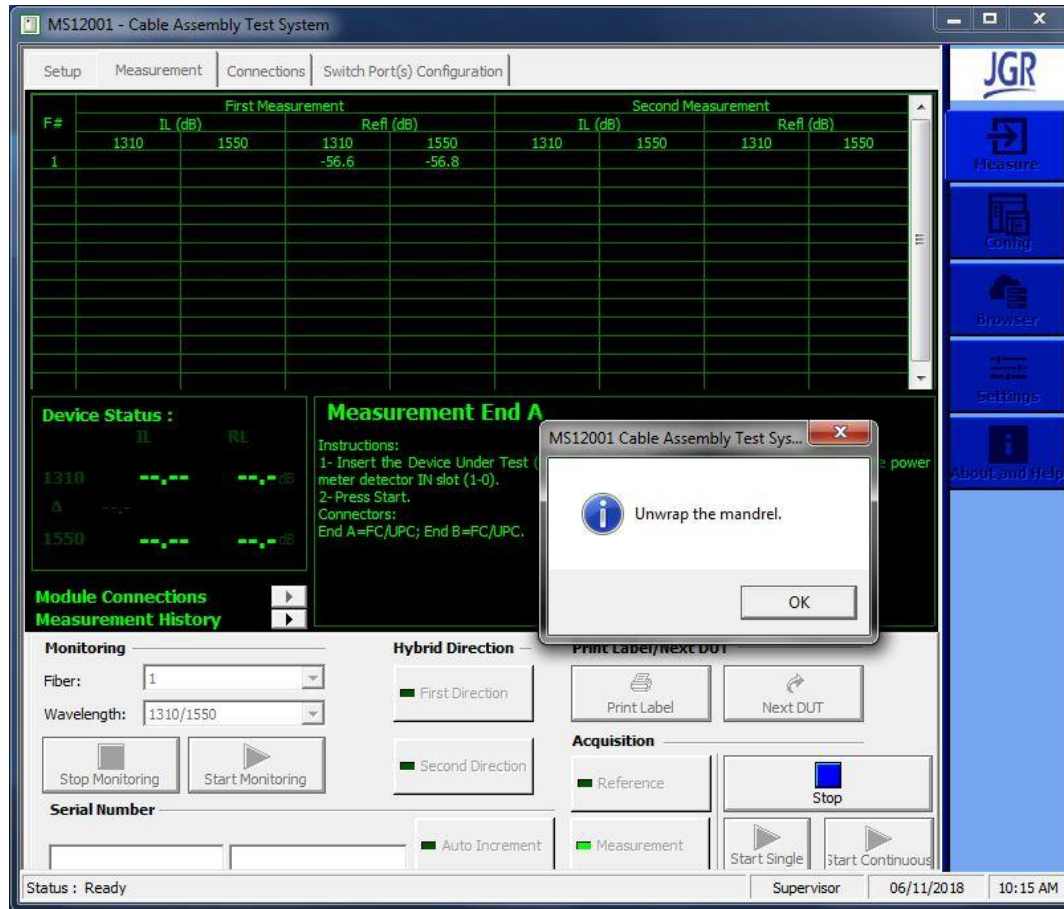 MS12001 - Cable Assembly Test System
JGR
Setup Measurement Connections Switch Port(s) Configuration
First Measurement Second Measurement
F# IL (dB) Refl (dB) IL (dB) Refl (dB)
1310 1550 1310 1550 1310 1550 1310 1550
1 -56.6 -56.8
Measure
Config
Browser
Settings
About and Help
Device Status :
IL RL
1310 --.-- --.- dB
Δ --.-
1550 --.-- --.- dB
Module Connections
Measurement History
Measurement End A
Instructions:
1- Insert the Device Under Test ( e power
meter detector IN slot (1-0).
2- Press Start.
Connectors:
End A=FC/UPC; End B=FC/UPC.
MS12001 Cable Assembly Test Sys...
Unwrap the mandrel.
OK
Monitoring
Fiber: 1
Wavelength: 1310/1550
Stop Monitoring Start Monitoring
Serial Number
Hybrid Direction
First Direction
Second Direction
Auto Increment
Print Label/Next DUT
Print Label Next DUT
Acquisition
Reference Stop
Measurement Start Single Start Continuous
Status : Ready Supervisor 06/11/2018 10:15 AM